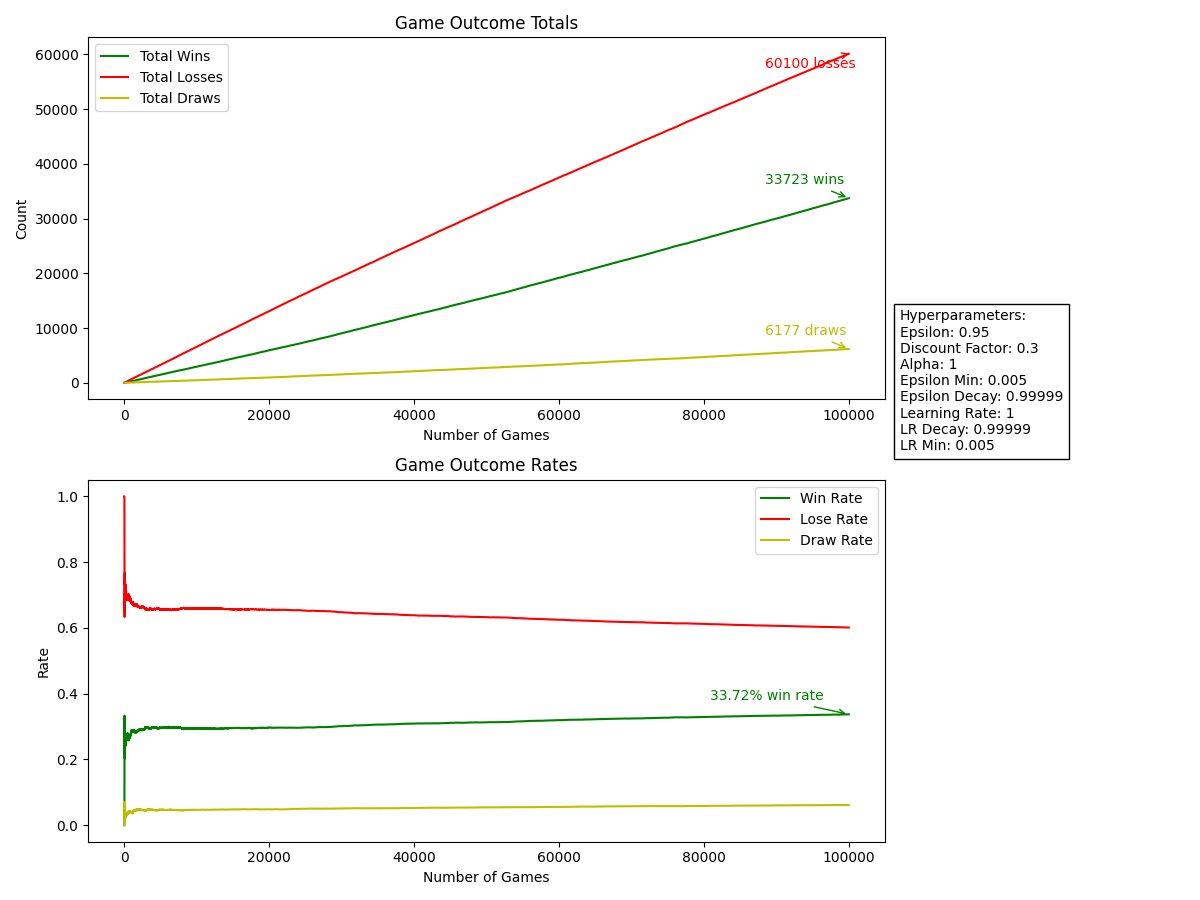 Game Outcome Totals
Total Wins
Total Losses
Total Draws
60100 losses
33723 wins
6177 draws
60000
50000
40000
30000
20000
10000
0
Count
0 20000 40000 60000 80000 100000
Number of Games
Hyperparameters:
Epsilon: 0.95
Discount Factor: 0.3
Alpha: 1
Epsilon Min: 0.005
Epsilon Decay: 0.99999
Learning Rate: 1
LR Decay: 0.99999
LR Min: 0.005
Game Outcome Rates
Win Rate
Lose Rate
Draw Rate
33.72% win rate
1.0
0.8
0.6
0.4
0.2
0.0
Rate
0 20000 40000 60000 80000 100000
Number of Games